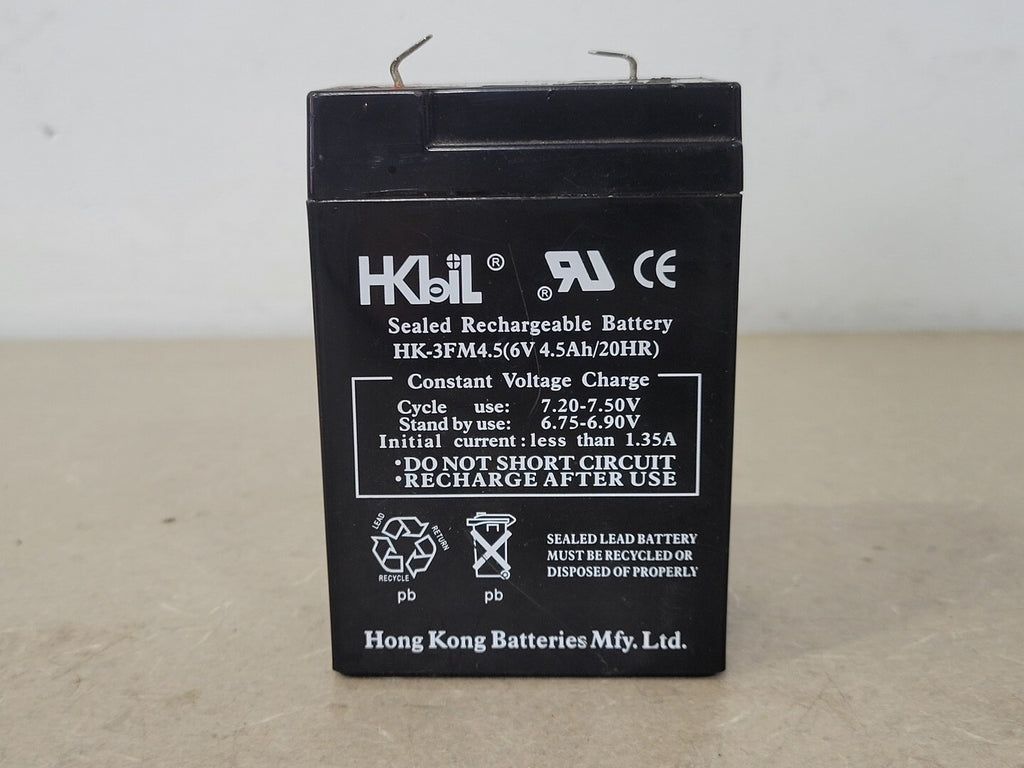 HKbiL® ®RU CE
Sealed Rechargeable Battery
HK-3FM4.5(6V 4.5Ah/20HR)
Constant Voltage Charge
Cycle use: 7.20-7.50V
Stand by use: 6.75-6.90V
Initial current: less than 1.35A
•DO NOT SHORT CIRCUIT
•RECHARGE AFTER USE
LEAD RETURN
RECYCLE
pb pb
SEALED LEAD BATTERY
MUST BE RECYCLED OR
DISPOSED OF PROPERLY
Hong Kong Batteries Mfy. Ltd.